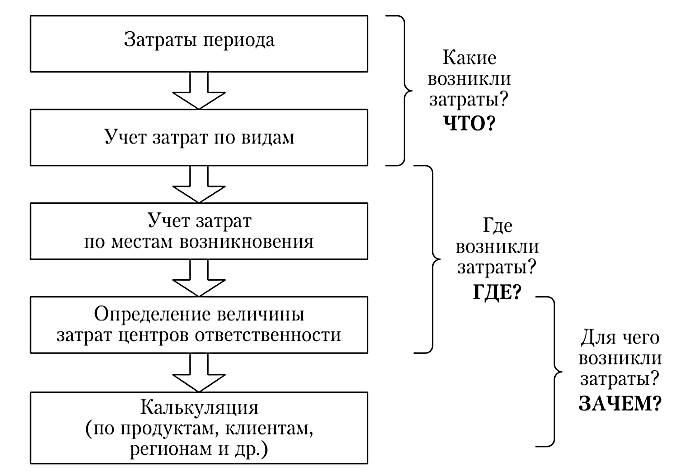 Затраты периода
Какие
возникли
затраты?
ЧТО?
Учет затрат по видам
Учет затрат
по местам возникновения
Где
возникли
затраты?
ГДЕ?
Определение величины
затрат центров ответственности
Для чего
возникли
затраты?
ЗАЧЕМ?
Калькуляция
(по продуктам, клиентам,
регионам и др.)